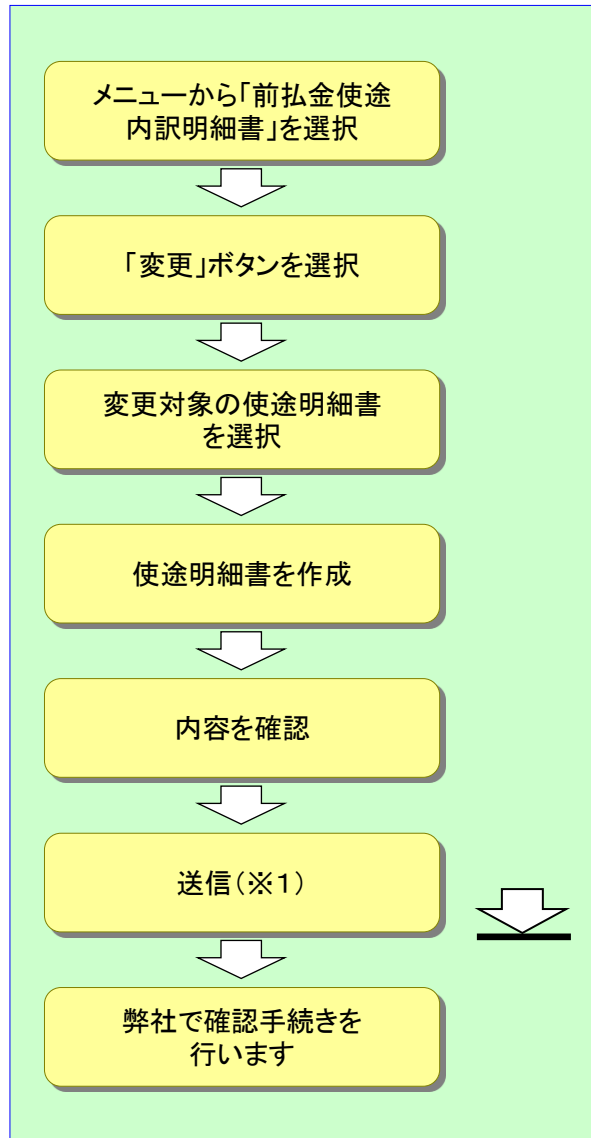 メニューから「前払金使途
内訳明細書」を選択
「変更」ボタンを選択
変更対象の使途明細書
を選択
使途明細書を作成
内容を確認
送信(※1)
弊社で確認手続きを
行います